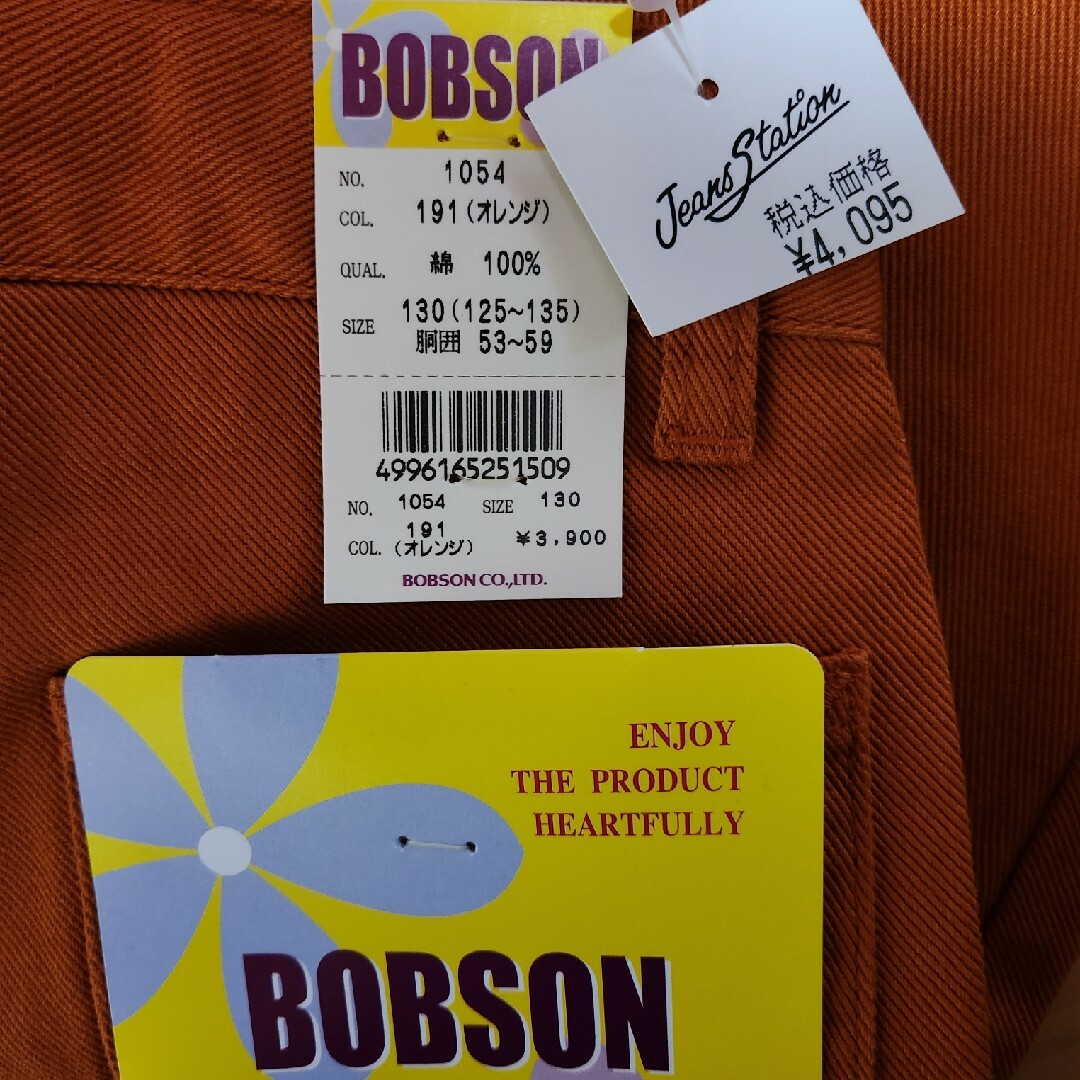 BOBSON
NO. 1054
COL. 191(オレンジ)
QUAL. 綿 100%
SIZE 130(125~135)
胴囲 53~59
4996165251509
NO. 1054 SIZE 130
COL. 191 (オレンジ) ¥3,900
BOBSON CO.,LTD.
Jeans Station
税込価格
¥4,095
ENJOY
THE PRODUCT
HEARTFULLY
BOBSON